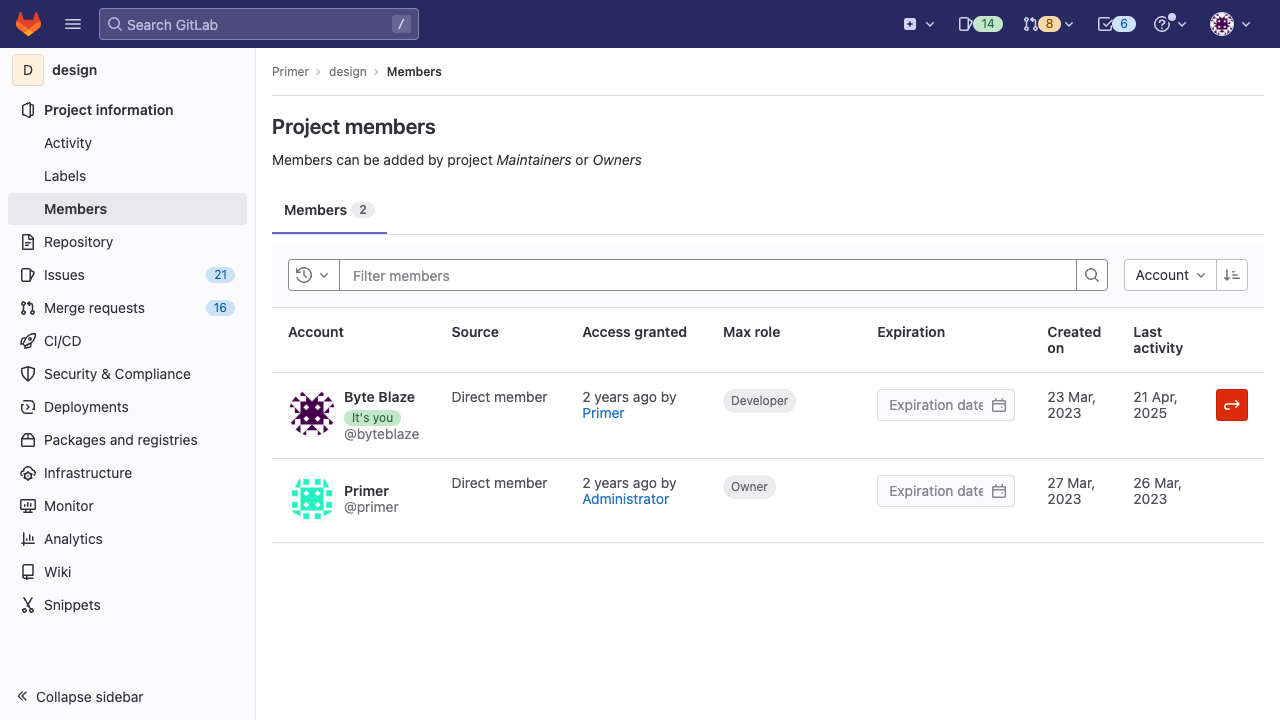 Search GitLab
/
14
8
6
D
design
Project information
Activity
Labels
Members
Repository
Issues
21
Merge requests
16
CI/CD
Security & Compliance
Deployments
Packages and registries
Infrastructure
Monitor
Analytics
Wiki
Snippets
Collapse sidebar
Primer
design
Members
Project members
Members can be added by project Maintainers or Owners
Members 2
Filter members
Account
Account
Source
Access granted
Max role
Expiration
Created on
Last activity
Byte Blaze
It's you
@byteblaze
Direct member
2 years ago by
Primer
Developer
Expiration date
23 Mar,
2023
21 Apr,
2025
Primer
@primer
Direct member
2 years ago by
Administrator
Owner
Expiration date
27 Mar,
2023
26 Mar,
2023